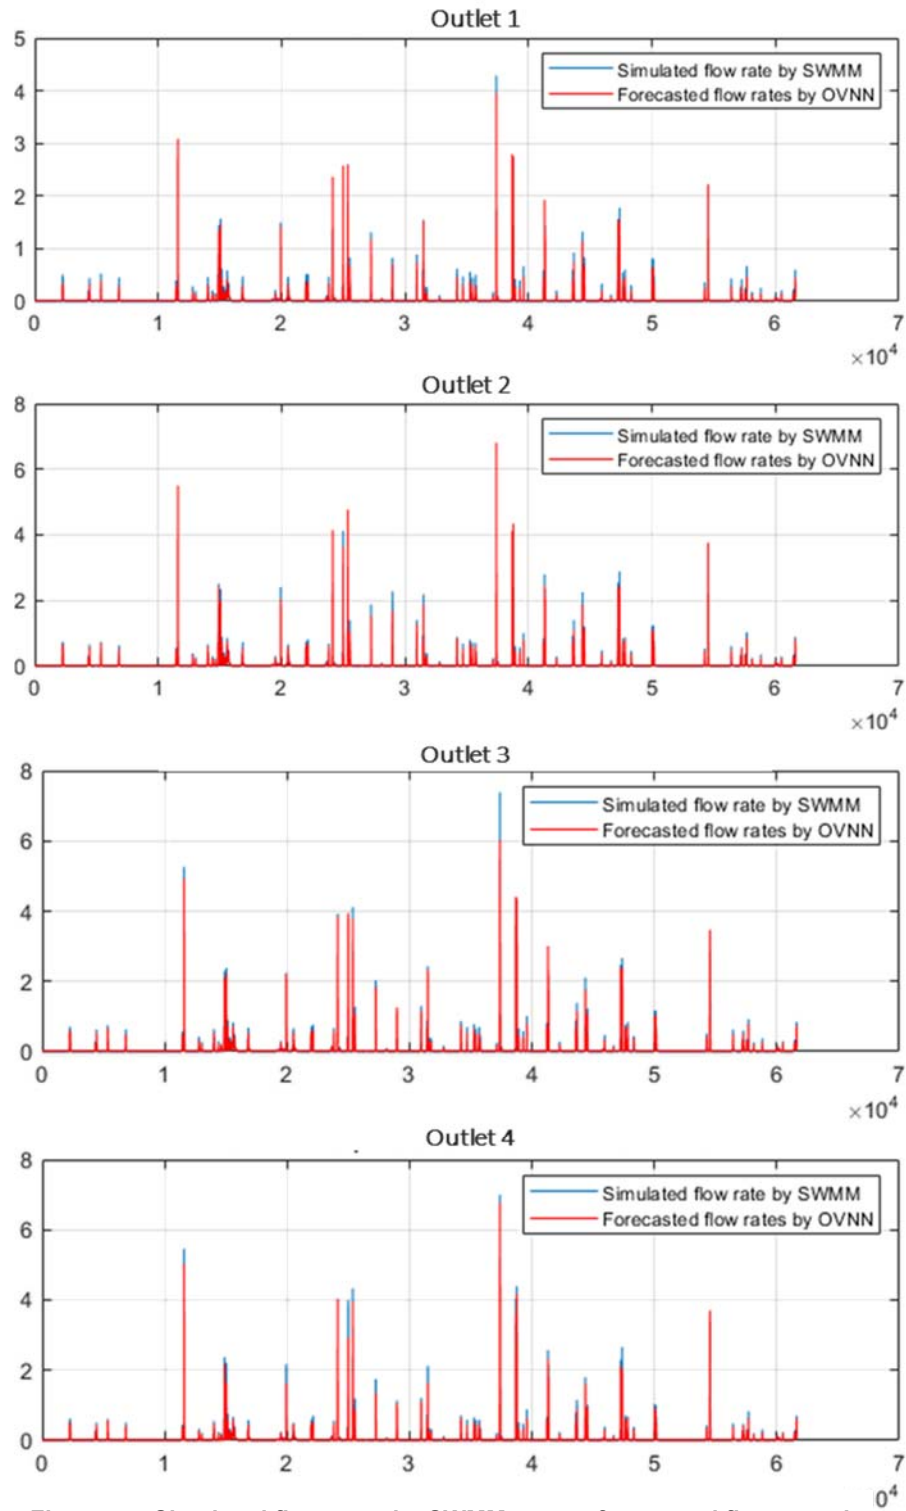 Outlet 1
5
4
3
2
1
0
Simulated flow rate by SWMM
Forecasted flow rates by OVNN
0 1 2 3 4 5 6 7
×10⁴
Outlet 2
8
6
4
2
0
Simulated flow rate by SWMM
Forecasted flow rates by OVNN
0 1 2 3 4 5 6 7
×10⁴
Outlet 3
8
6
4
2
0
Simulated flow rate by SWMM
Forecasted flow rates by OVNN
0 1 2 3 4 5 6 7
×10⁴
Outlet 4
8
6
4
2
0
Simulated flow rate by SWMM
Forecasted flow rates by OVNN
0 1 2 3 4 5 6 7
0⁴